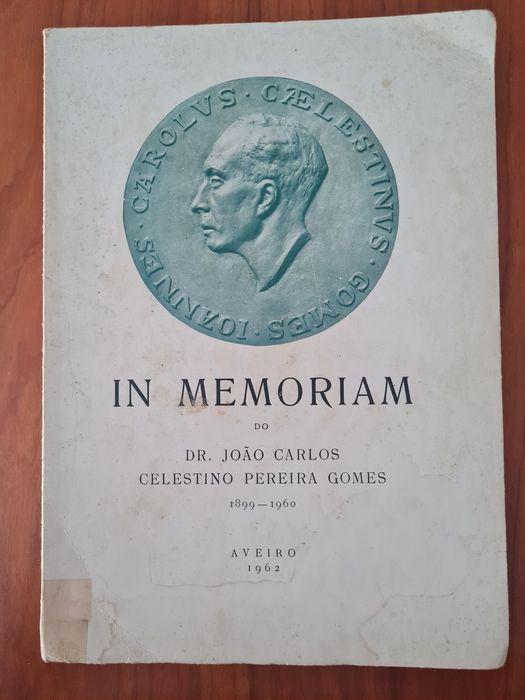 IOANNES · CAROLVS · CÆLESTINVS · GOMES ·
IN MEMORIAM
DO
DR. JOÃO CARLOS
CELESTINO PEREIRA GOMES
1899 — 1960
AVEIRO
1962